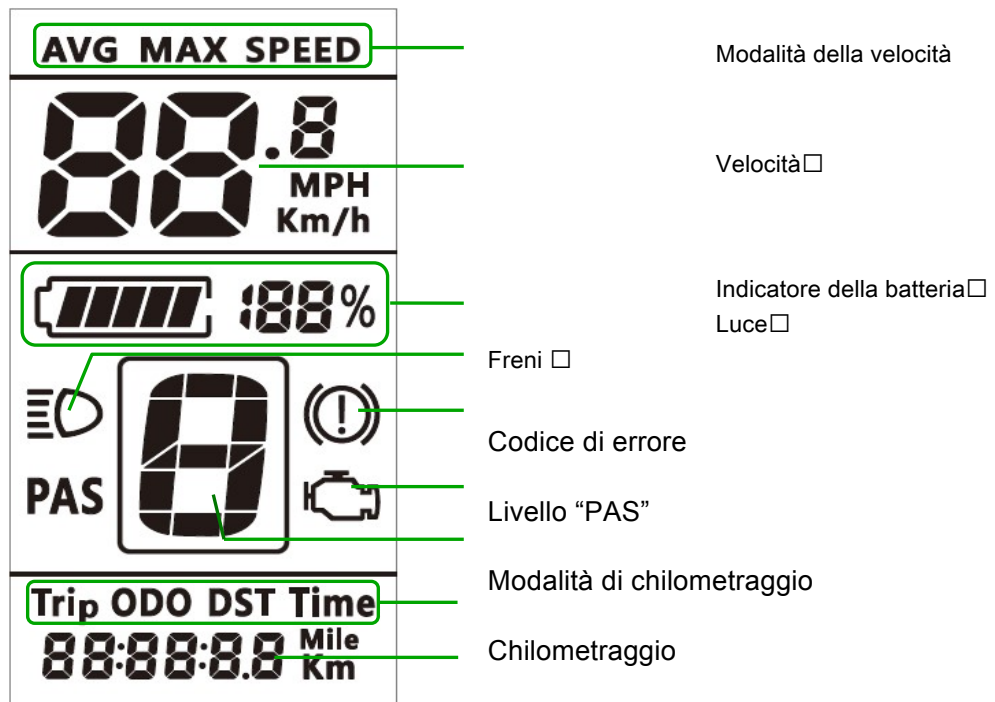 AVG MAX SPEED
Modalità della velocità
88.8
MPH
Km/h
Velocità□
188%
Indicatore della batteria□
Luce□
Freni □
8
PAS
Codice di errore
Livello “PAS”
Modalità di chilometraggio
Trip ODO DST Time
88:88:8.8
Mile
Km
Chilometraggio